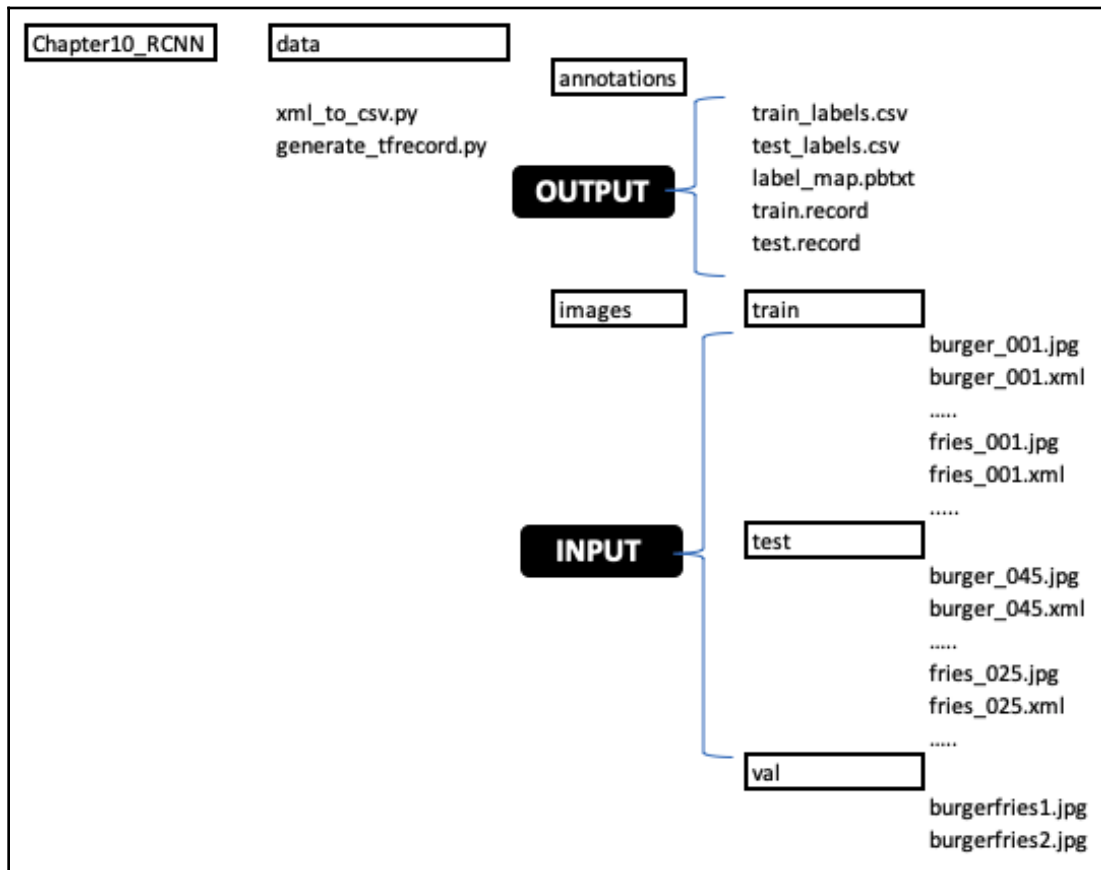 Chapter10_RCNN
data
annotations
xml_to_csv.py
generate_tfrecord.py
OUTPUT
train_labels.csv
test_labels.csv
label_map.pbtxt
train.record
test.record
images
train
burger_001.jpg
burger_001.xml
.....
fries_001.jpg
fries_001.xml
.....
INPUT
test
burger_045.jpg
burger_045.xml
.....
fries_025.jpg
fries_025.xml
.....
val
burgerfries1.jpg
burgerfries2.jpg